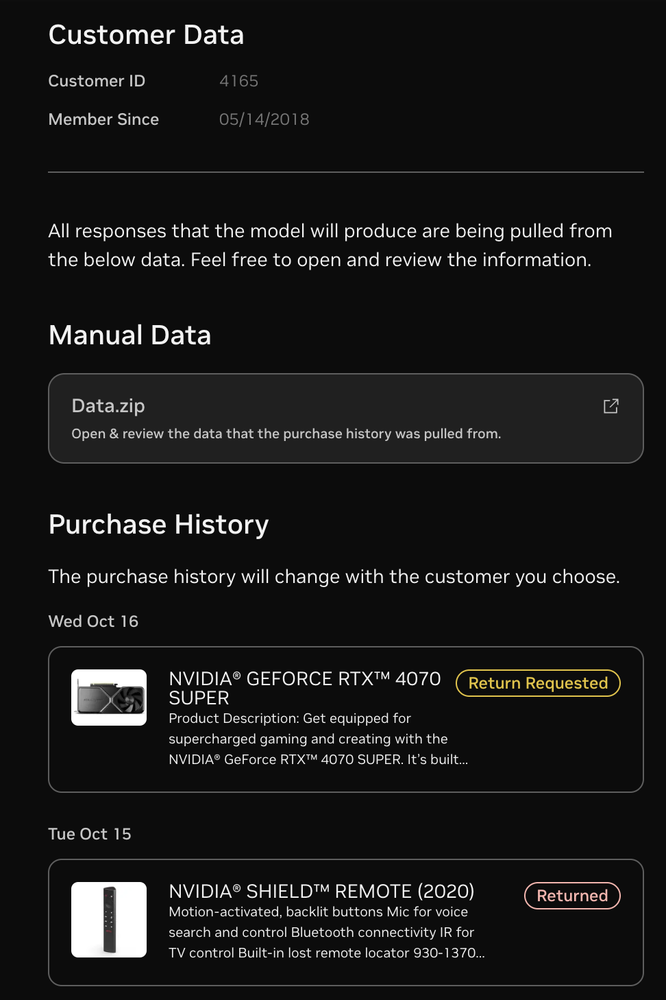 Customer Data
Customer ID 4165
Member Since 05/14/2018
All responses that the model will produce are being pulled from
the below data. Feel free to open and review the information.
Manual Data
Data.zip
Open & review the data that the purchase history was pulled from.
Purchase History
The purchase history will change with the customer you choose.
Wed Oct 16
NVIDIA® GEFORCE RTX™ 4070
SUPER
Return Requested
Product Description: Get equipped for
supercharged gaming and creating with the
NVIDIA® GeForce RTX™ 4070 SUPER. It’s built...
Tue Oct 15
NVIDIA® SHIELD™ REMOTE (2020)
Returned
Motion-activated, backlit buttons Mic for voice
search and control Bluetooth connectivity IR for
TV control Built-in lost remote locator 930-1370...